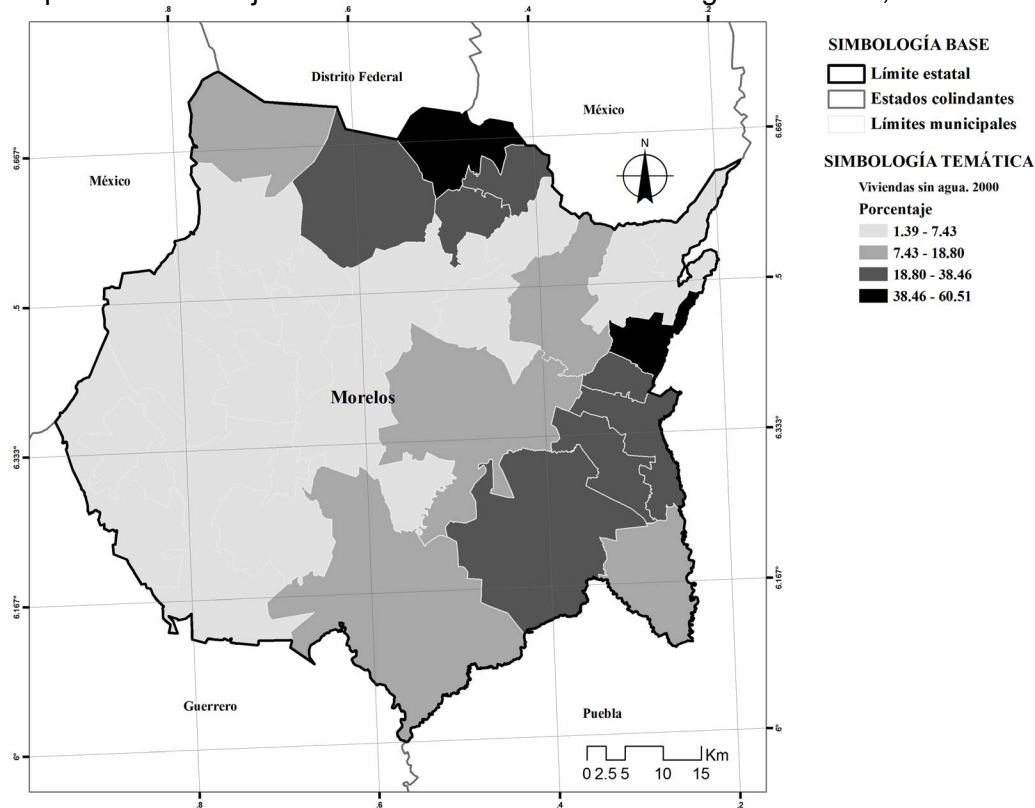 .8 .6 .4 .2
SIMBOLOGÍA BASE
Límite estatal
Estados colindantes
Límites municipales
SIMBOLOGÍA TEMÁTICA
Viviendas sin agua. 2000
Porcentaje
1.39 - 7.43
7.43 - 18.80
18.80 - 38.46
38.46 - 60.51
Distrito Federal
México
N
México
Morelos
Guerrero
Puebla
Km
0 2.5 5 10 15
6.667°
.5
6.333°
6.167°
6°
6.667°
.5
6.333°
6.167°
6°
.8 .6 .4 .2